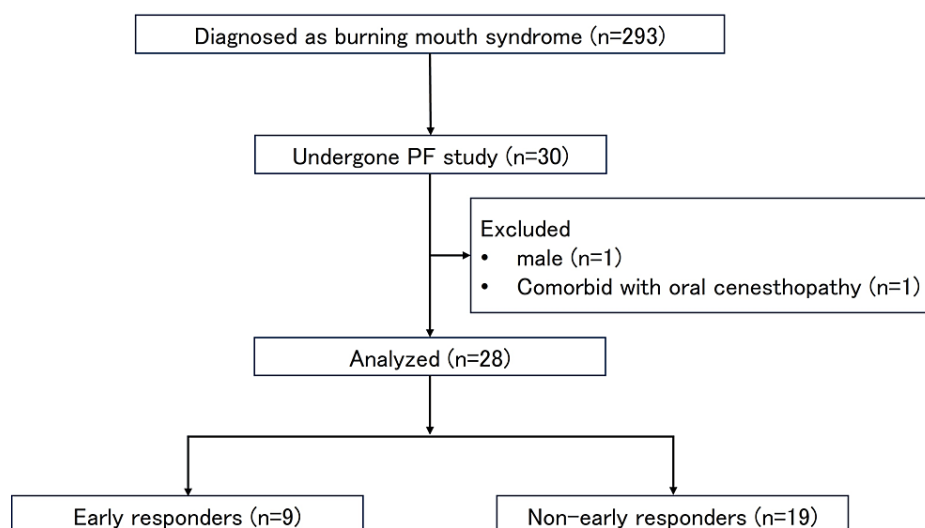 Diagnosed as burning mouth syndrome (n=293)
Undergone PF study (n=30)
Excluded
• male (n=1)
• Comorbid with oral cenesthopathy (n=1)
Analyzed (n=28)
Early responders (n=9)
Non-early responders (n=19)